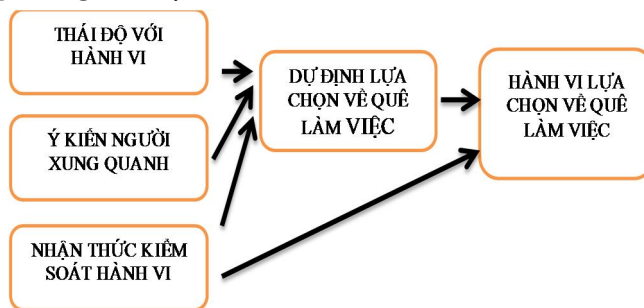 THÁI ĐỘ VỚI
HÀNH VI
Ý KIẾN NGƯỜI
XUNG QUANH
NHẬN THỨC KIỂM
SOÁT HÀNH VI
DỰ ĐỊNH LỰA
CHỌN VỀ QUÊ
LÀM VIỆC
HÀNH VI LỰA
CHỌN VỀ QUÊ
LÀM VIỆC